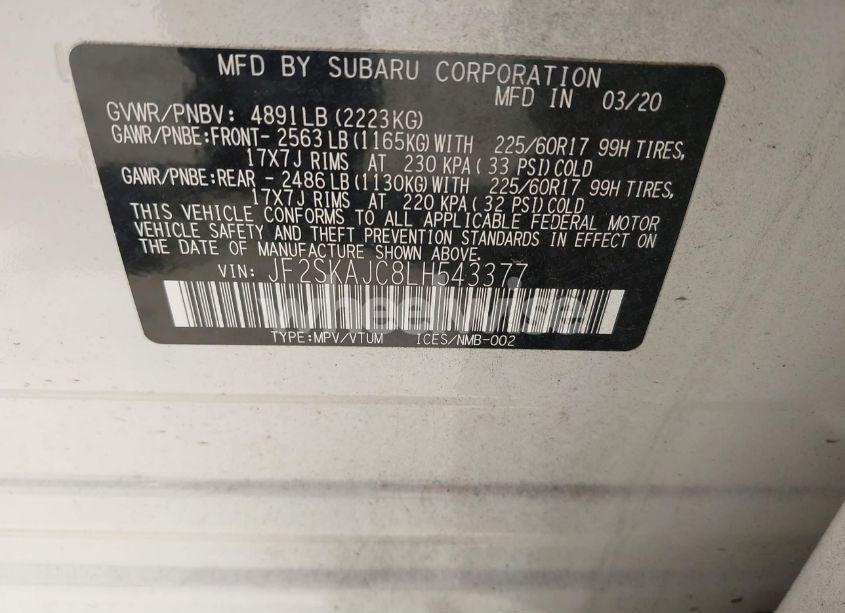 MFD BY SUBARU CORPORATION
MFD IN 03/20
GVWR/PNBV: 4891LB(2223KG)
GAWR/PNBE:FRONT- 2563LB(1165KG)WITH 225/60R17 99H TIRES,
17X7J RIMS AT 230 KPA( 33 PSI)COLD
GAWR/PNBE:REAR - 2486LB(1130KG)WITH 225/60R17 99H TIRES,
17X7J RIMS AT 220 KPA( 32 PSI)COLD
THIS VEHICLE CONFORMS TO ALL APPLICABLE FEDERAL MOTOR
VEHICLE SAFETY AND THEFT PREVENTION STANDARDS IN EFFECT ON
THE DATE OF MANUFACTURE SHOWN ABOVE.
VIN: JF2SKAJC8LH543377
TYPE:MPV/VTUM ICES/NMB-002